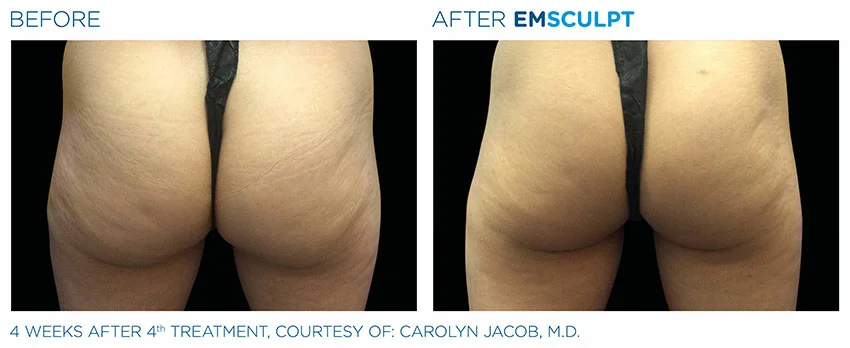 BEFORE
AFTER EMSCULPT
4 WEEKS AFTER 4th TREATMENT, COURTESY OF: CAROLYN JACOB, M.D.